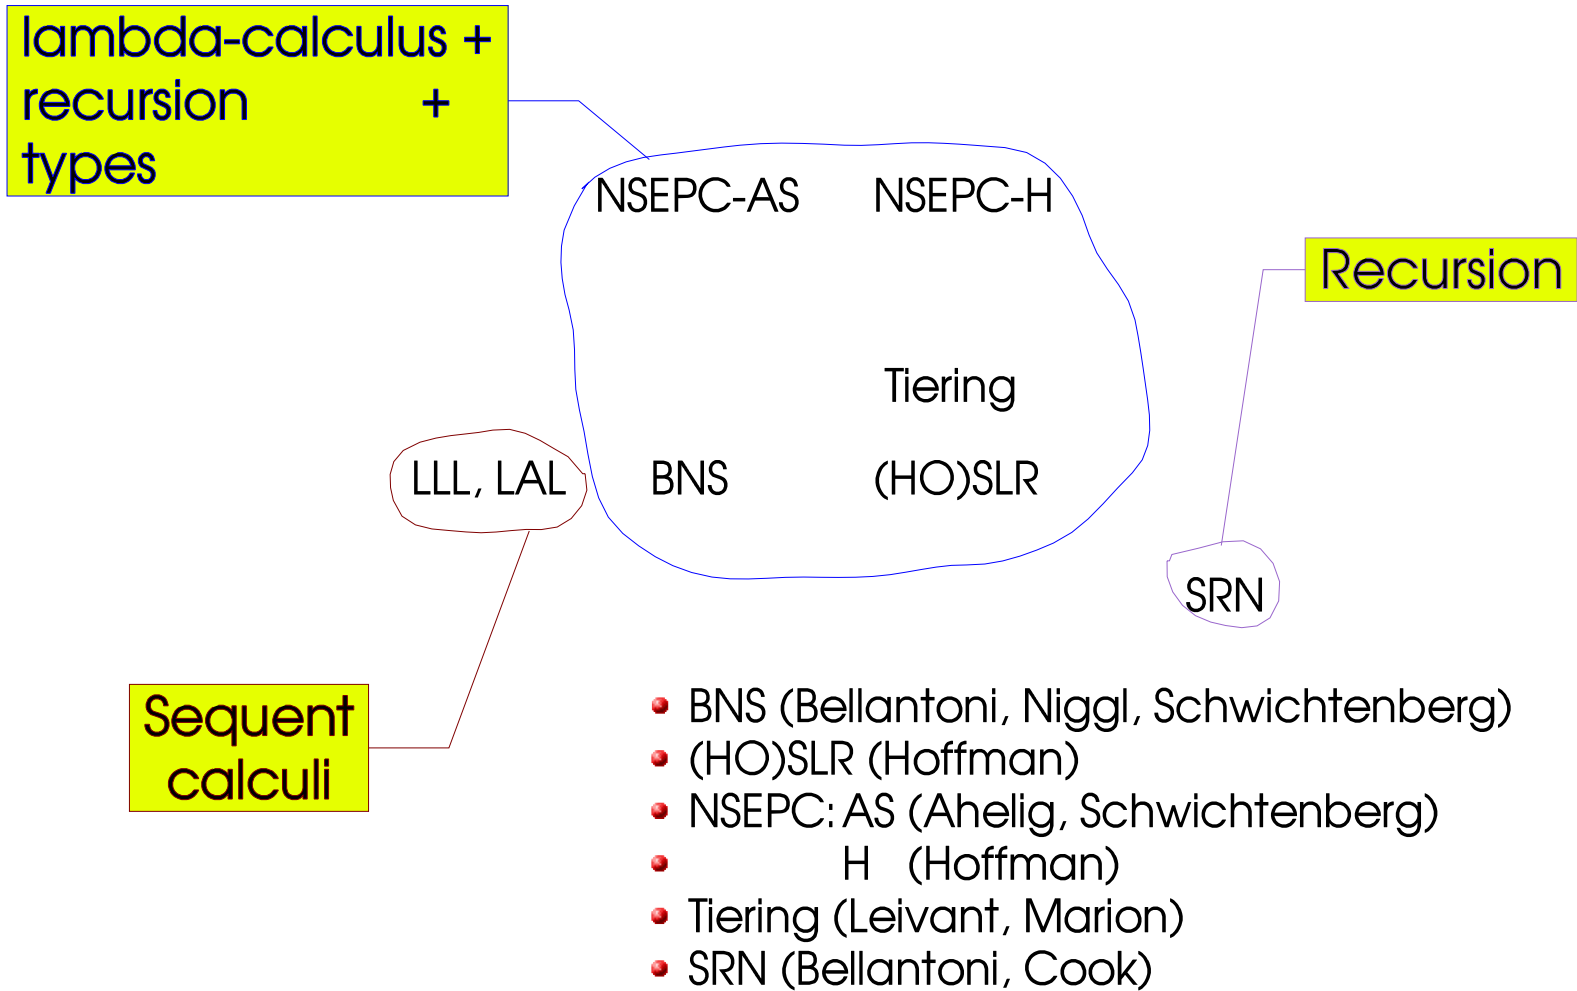 lambda-calculus +
recursion +
types
NSEPC-AS NSEPC-H
Recursion
Tiering
LLL, LAL BNS (HO)SLR
SRN
Sequent
calculi
BNS (Bellantoni, Niggl, Schwichtenberg)
(HO)SLR (Hoffman)
NSEPC: AS (Ahelig, Schwichtenberg)
H (Hoffman)
Tiering (Leivant, Marion)
SRN (Bellantoni, Cook)